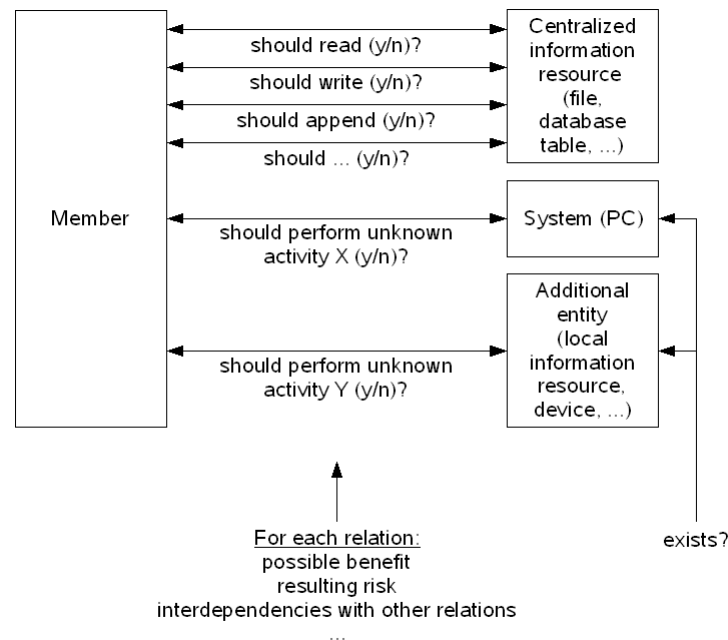 should read (y/n)?
should write (y/n)?
should append (y/n)?
should ... (y/n)?
Centralized
information
resource
(file,
database
table, ...)
Member
should perform unknown
activity X (y/n)?
System (PC)
should perform unknown
activity Y (y/n)?
Additional
entity
(local
information
resource,
device, ...)
For each relation:
possible benefit
resulting risk
interdependencies with other relations
...
exists?